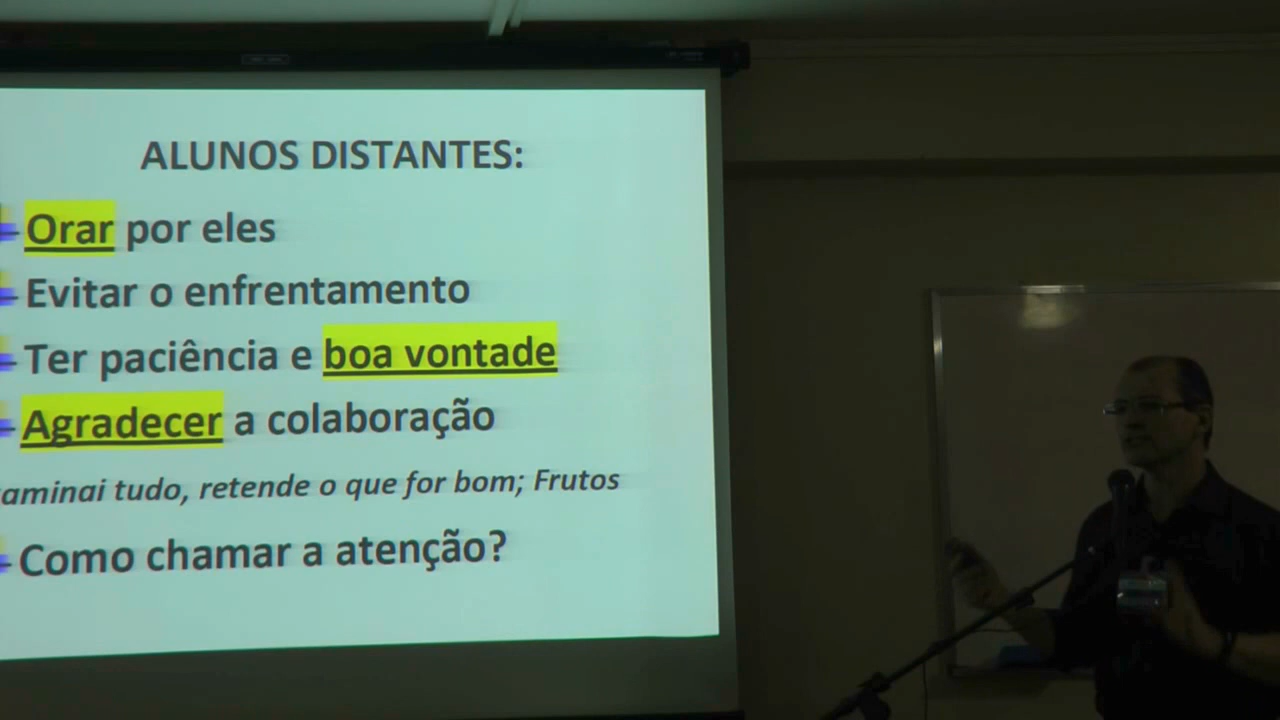 ALUNOS DISTANTES:
Orar por eles
Evitar o enfrentamento
Ter paciência e boa vontade
Agradecer a colaboração
tudo, retende o que for bom; Frutos
Como chamar a atenção?